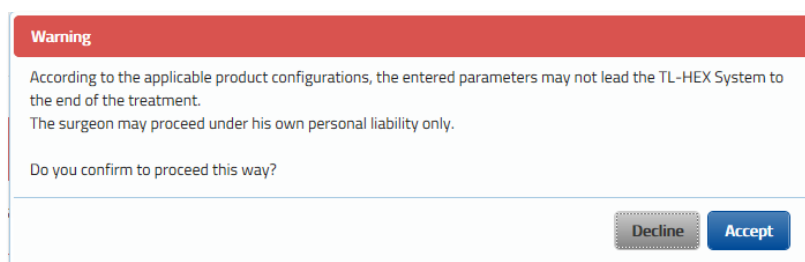 Warning
According to the applicable product configurations, the entered parameters may not lead the TL-HEX System to
the end of the treatment.
The surgeon may proceed under his own personal liability only.
Do you confirm to proceed this way?
Decline
Accept